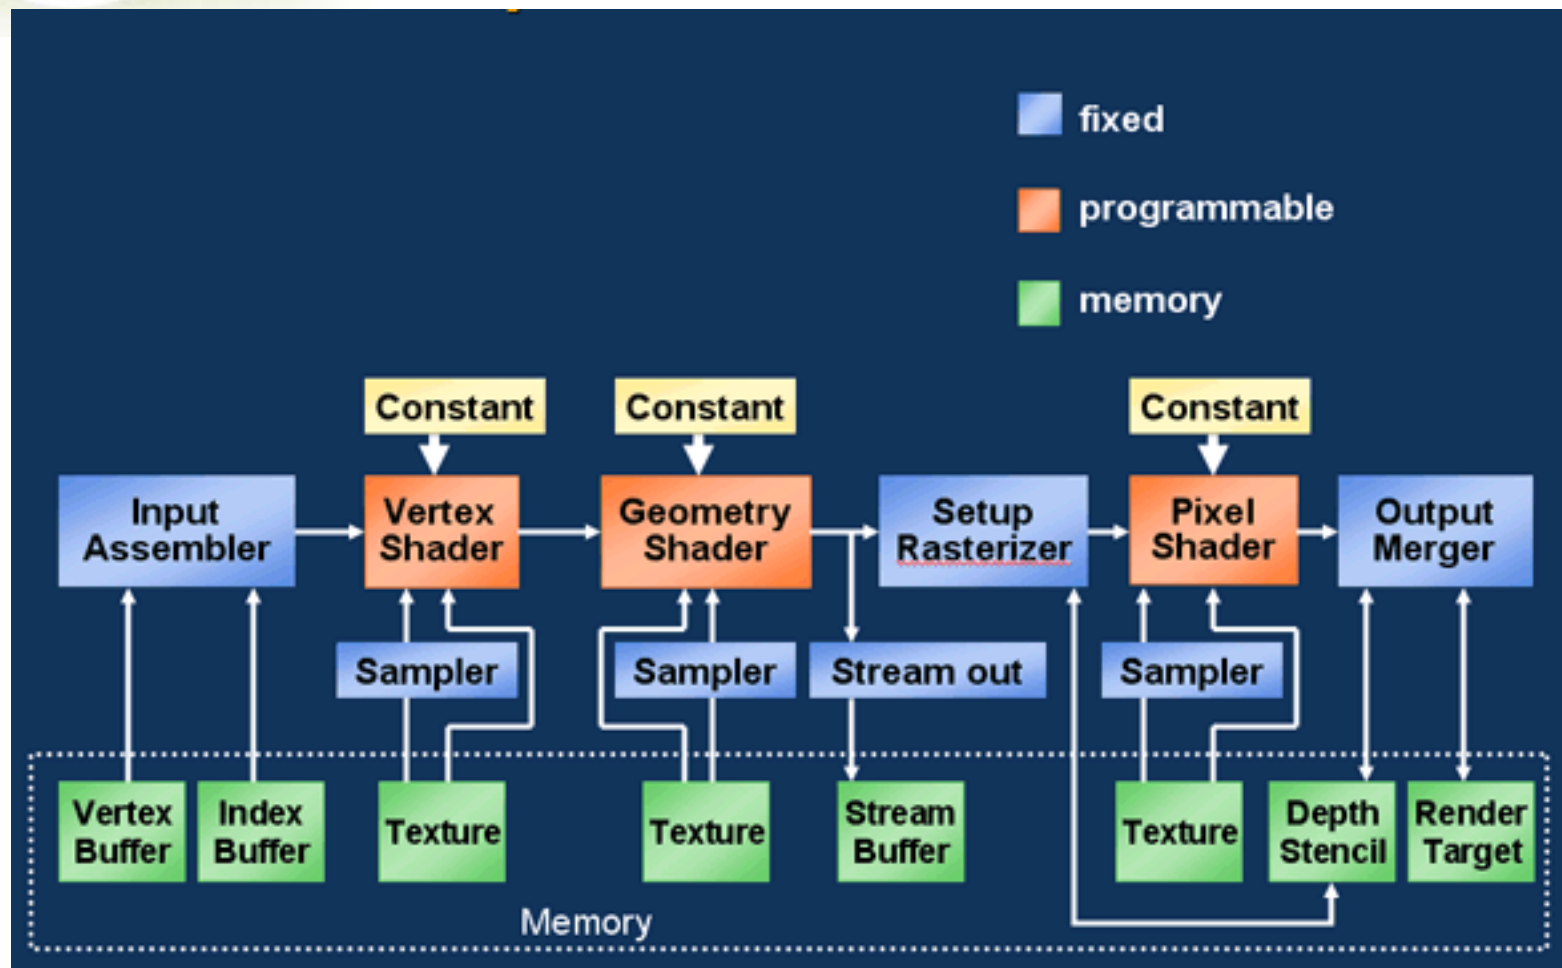 fixed
programmable
memory
Constant
Constant
Constant
Input
Assembler
Vertex
Shader
Geometry
Shader
Setup
Rasterizer
Pixel
Shader
Output
Merger
Sampler
Sampler
Stream out
Sampler
Vertex
Buffer
Index
Buffer
Texture
Texture
Stream
Buffer
Texture
Depth
Stencil
Render
Target
Memory